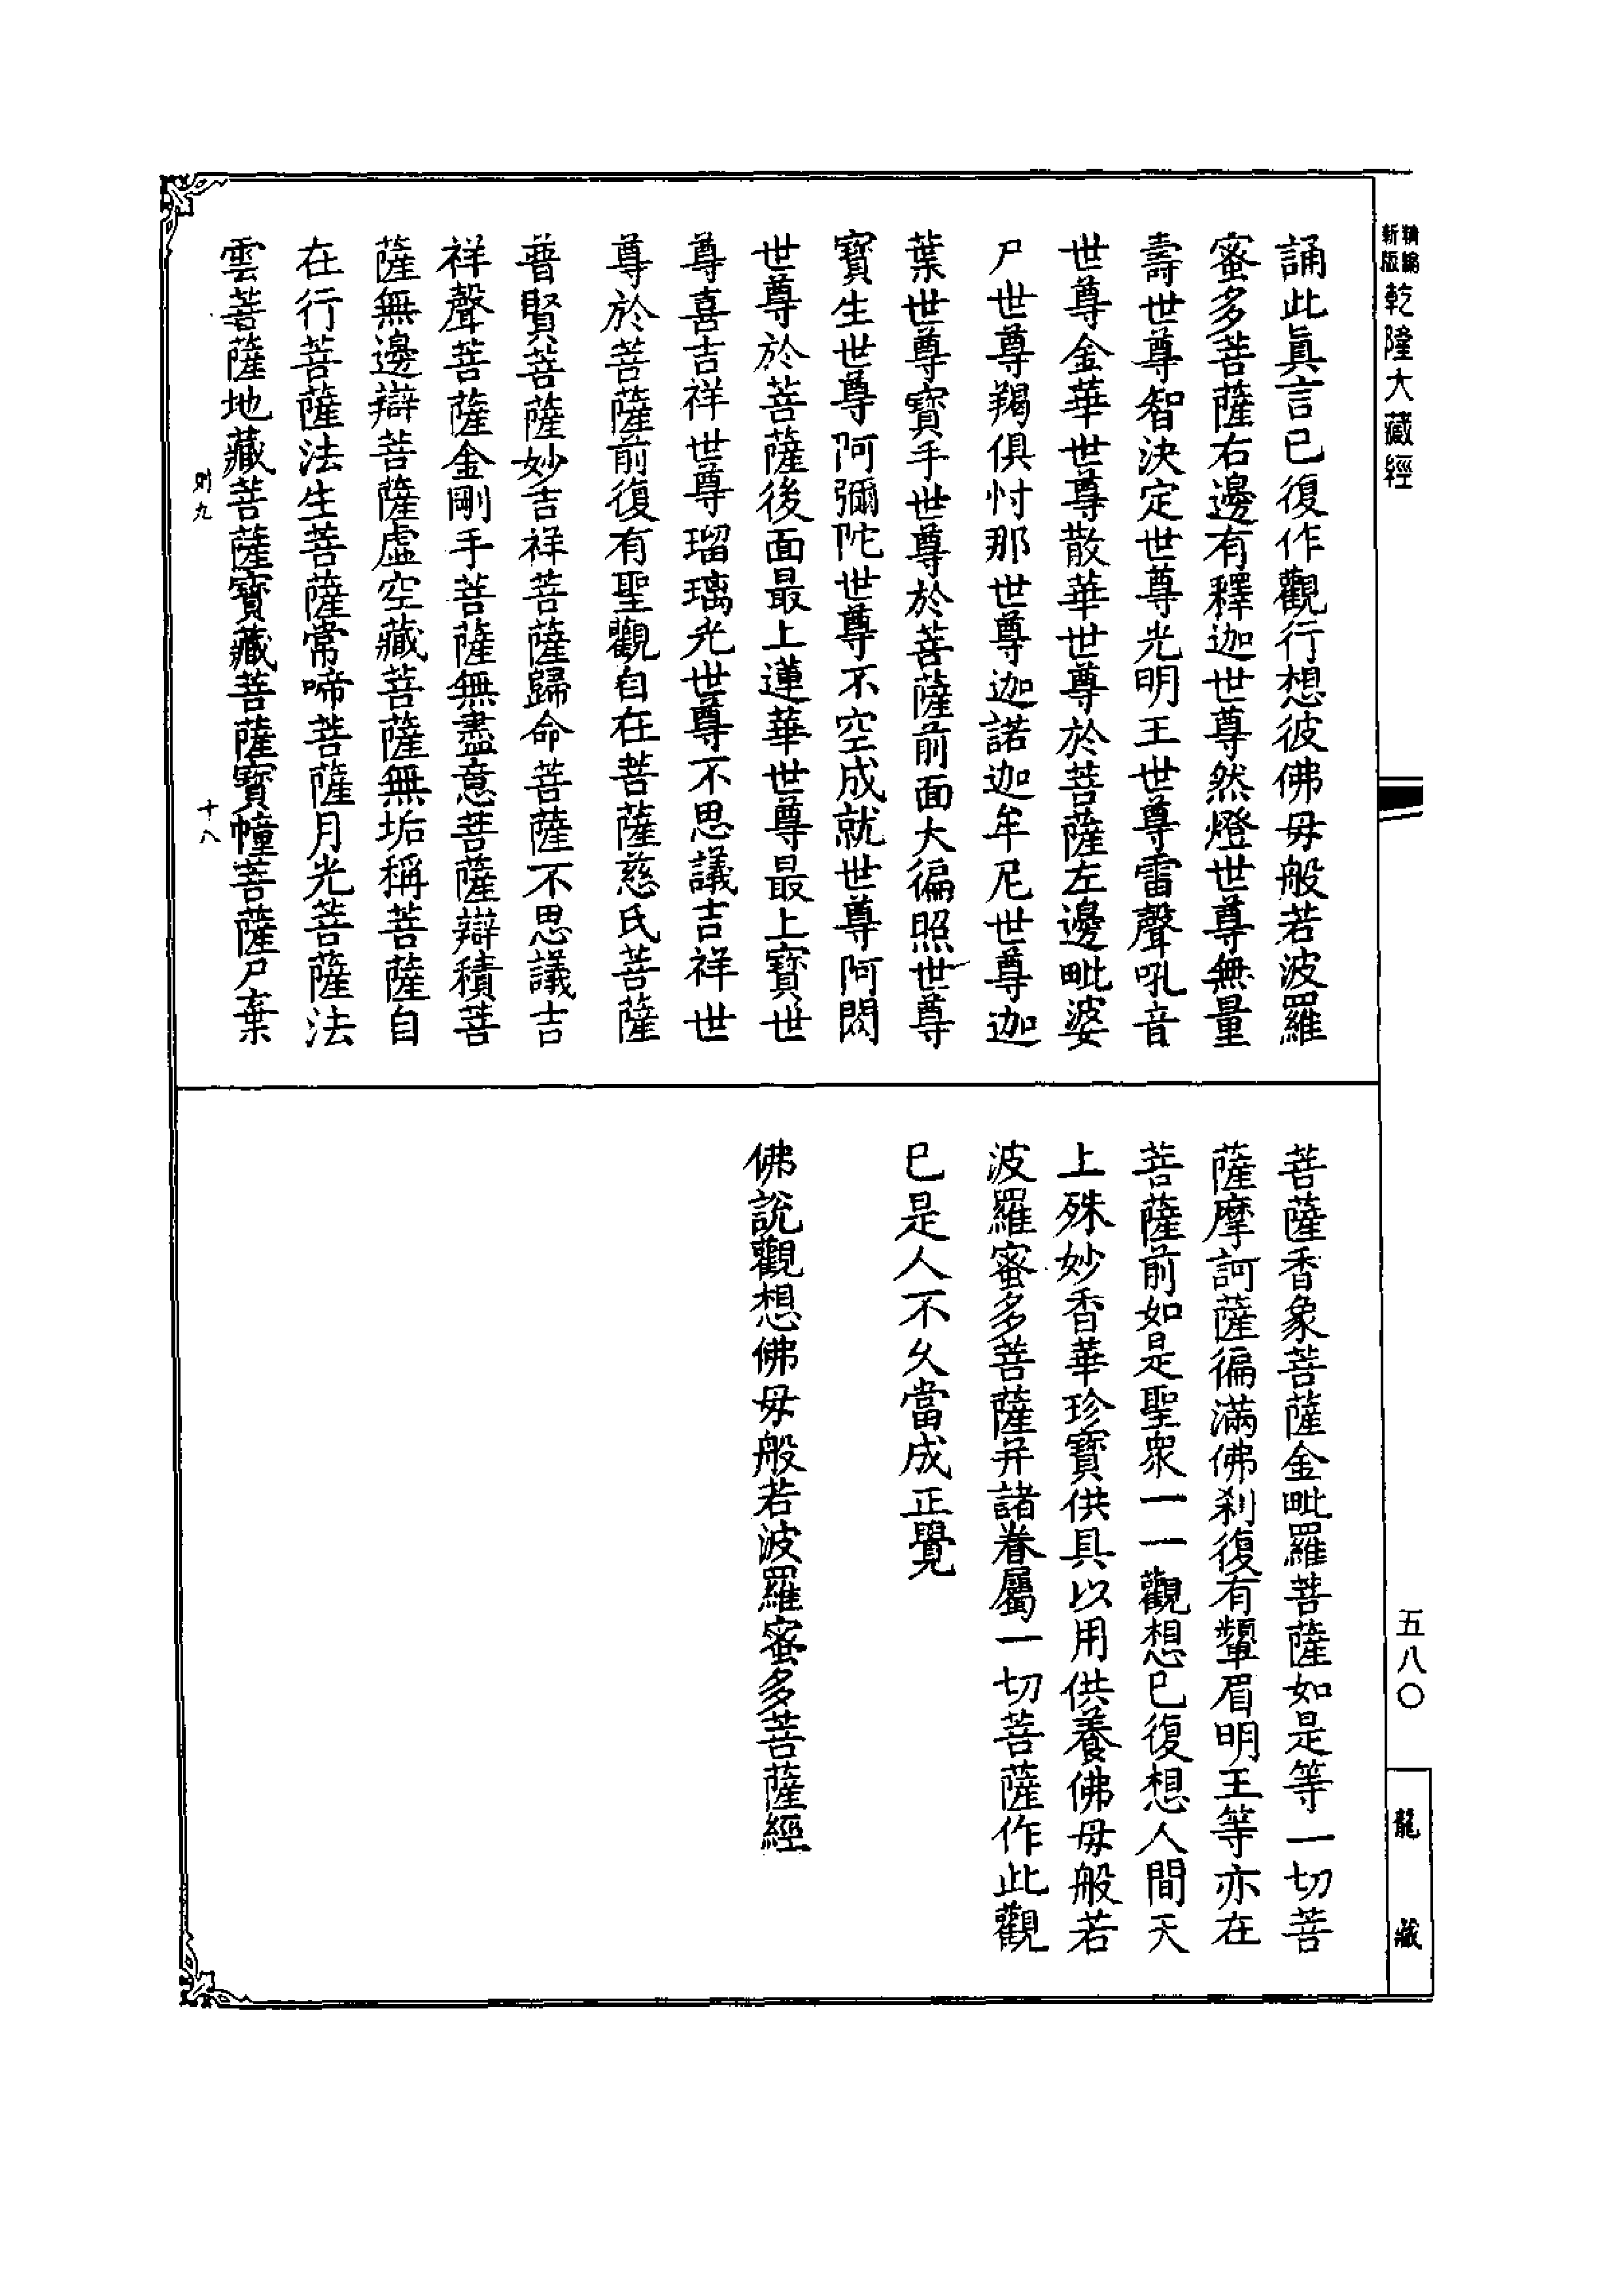 新版精編乾隆大藏經
誦此真言已復作觀行想彼佛母般若波羅
蜜多菩薩右邊有釋迦世尊然燈世尊無量
壽世尊智決定世尊光明王世尊雷聲吼音
世尊金華世尊散華世尊於菩薩左邊毗婆
尸世尊羯俱忖那世尊迦諾迦牟尼世尊迦
葉世尊寶手世尊於菩薩前面大徧照世尊
寶生世尊阿彌陀世尊不空成就世尊阿閦
世尊於菩薩後面最上蓮華世尊最上寶世
尊喜吉祥世尊瑠璃光世尊不思議吉祥世
尊於菩薩前復有聖觀自在菩薩慈氏菩薩
普賢菩薩妙吉祥菩薩歸命菩薩不思議吉
祥聲菩薩金剛手菩薩無盡意菩薩辯積菩
薩無邊辯菩薩虛空藏菩薩無垢稱菩薩自
在行菩薩法生菩薩常啼菩薩月光菩薩法
雲菩薩地藏菩薩寶藏菩薩寶幢菩薩尸棄
則九 十八
菩薩香象菩薩金毗羅菩薩如是等一切菩
薩摩訶薩徧滿佛剎復有顰眉明王等亦在
菩薩前如是聖衆一一觀想已復想人間天
上殊妙香華珍寶供具以用供養佛母般若
波羅蜜多菩薩并諸眷屬一切菩薩作此觀
已是人不久當成正覺
佛說觀想佛母般若波羅蜜多菩薩經
五八〇
龍藏